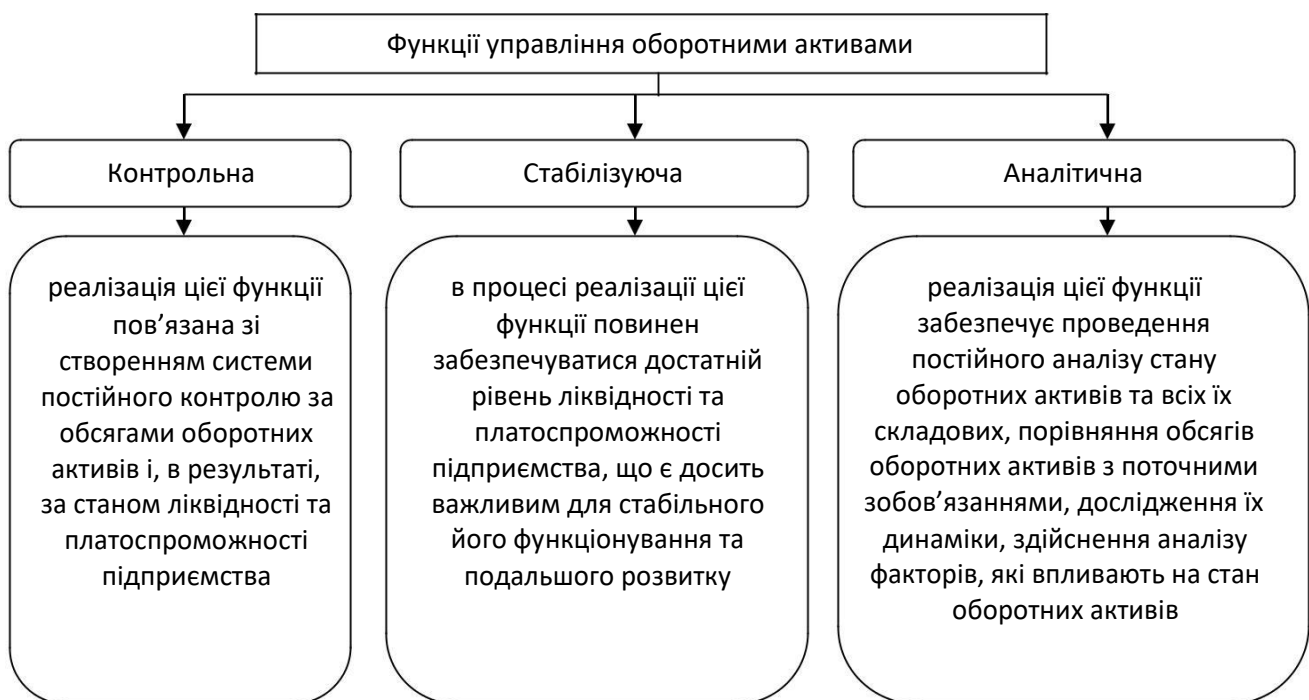 Функції управління оборотними активами
Контрольна
Стабілізуюча
Аналітична
реалізація цієї функції
пов’язана зі
створенням системи
постійного контролю за
обсягами оборотних
активів і, в результаті,
за станом ліквідності та
платоспроможності
підприємства
в процесі реалізації цієї
функції повинен
забезпечуватися достатній
рівень ліквідності та
платоспроможності
підприємства, що є досить
важливим для стабільного
його функціонування та
подальшого розвитку
реалізація цієї функції
забезпечує проведення
постійного аналізу стану
оборотних активів та всіх їх
складових, порівняння обсягів
оборотних активів з поточними
зобов’язаннями, дослідження їх
динаміки, здійснення аналізу
факторів, які впливають на стан
оборотних активів